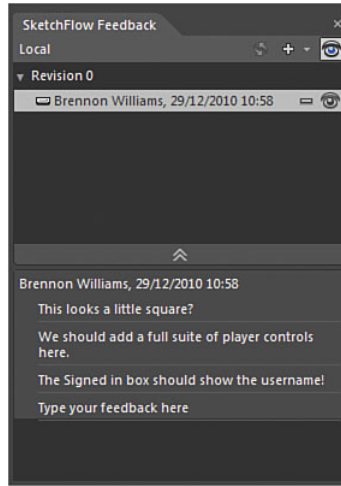 SketchFlow Feedback
Local
Revision 0
Brennon Williams, 29/12/2010 10:58
Brennon Williams, 29/12/2010 10:58
This looks a little square?
We should add a full suite of player controls
here.
The Signed in box should show the username!
Type your feedback here